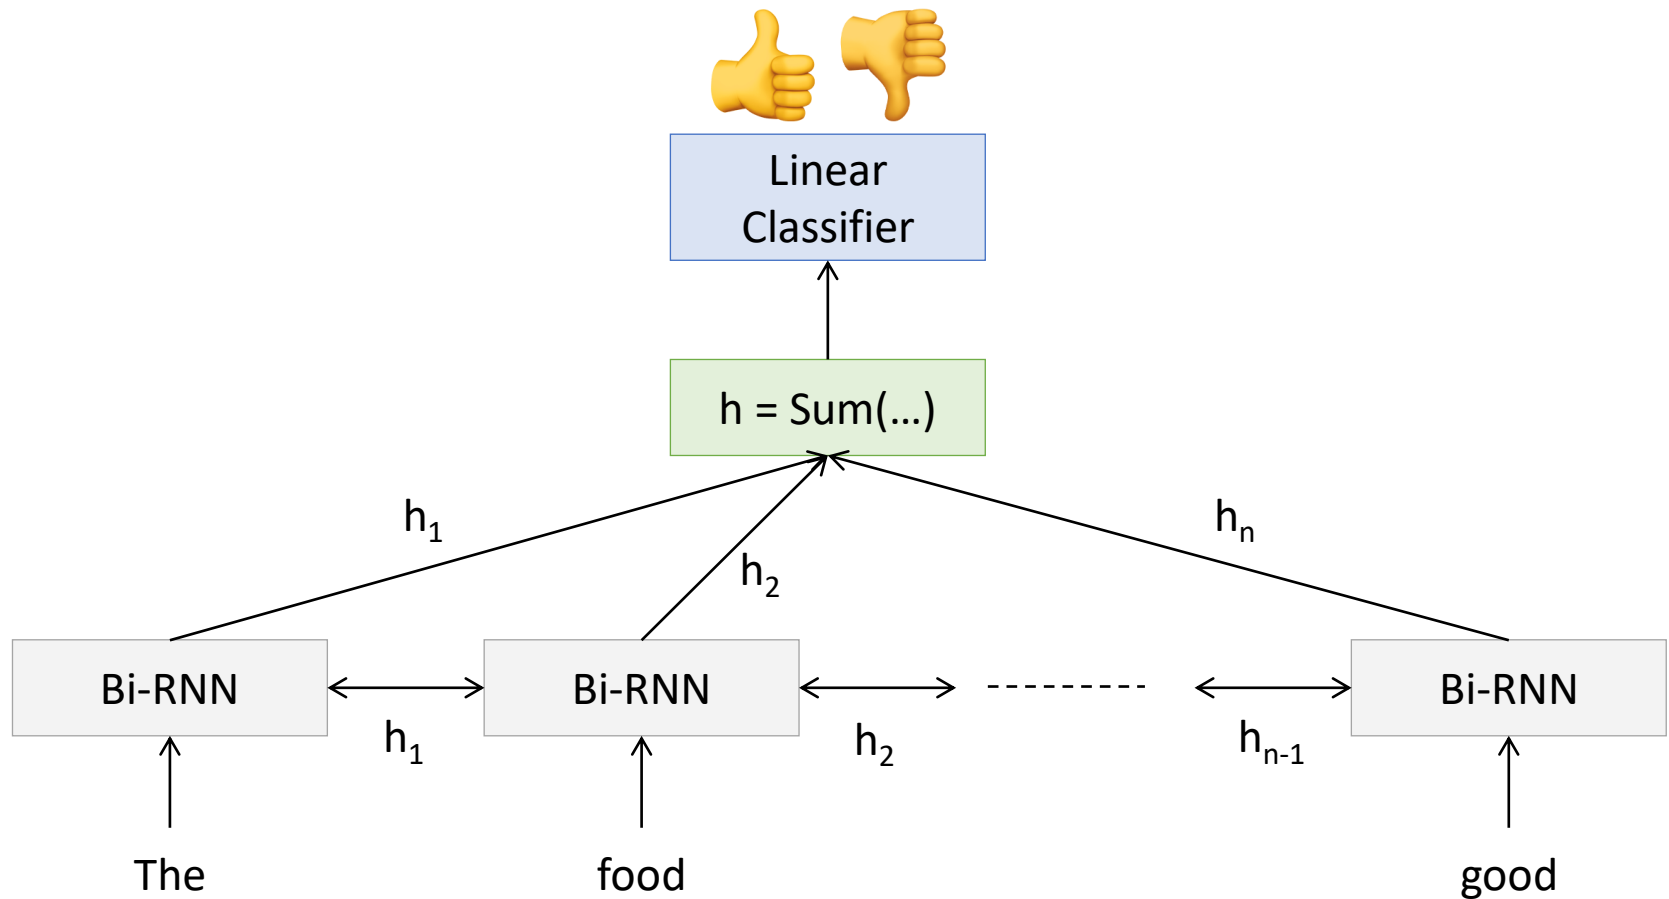 Linear
Classifier
h = Sum(...)
h₁
h₂
hₙ
Bi-RNN
Bi-RNN
Bi-RNN
h₁
h₂
hₙ₋₁
The
food
good